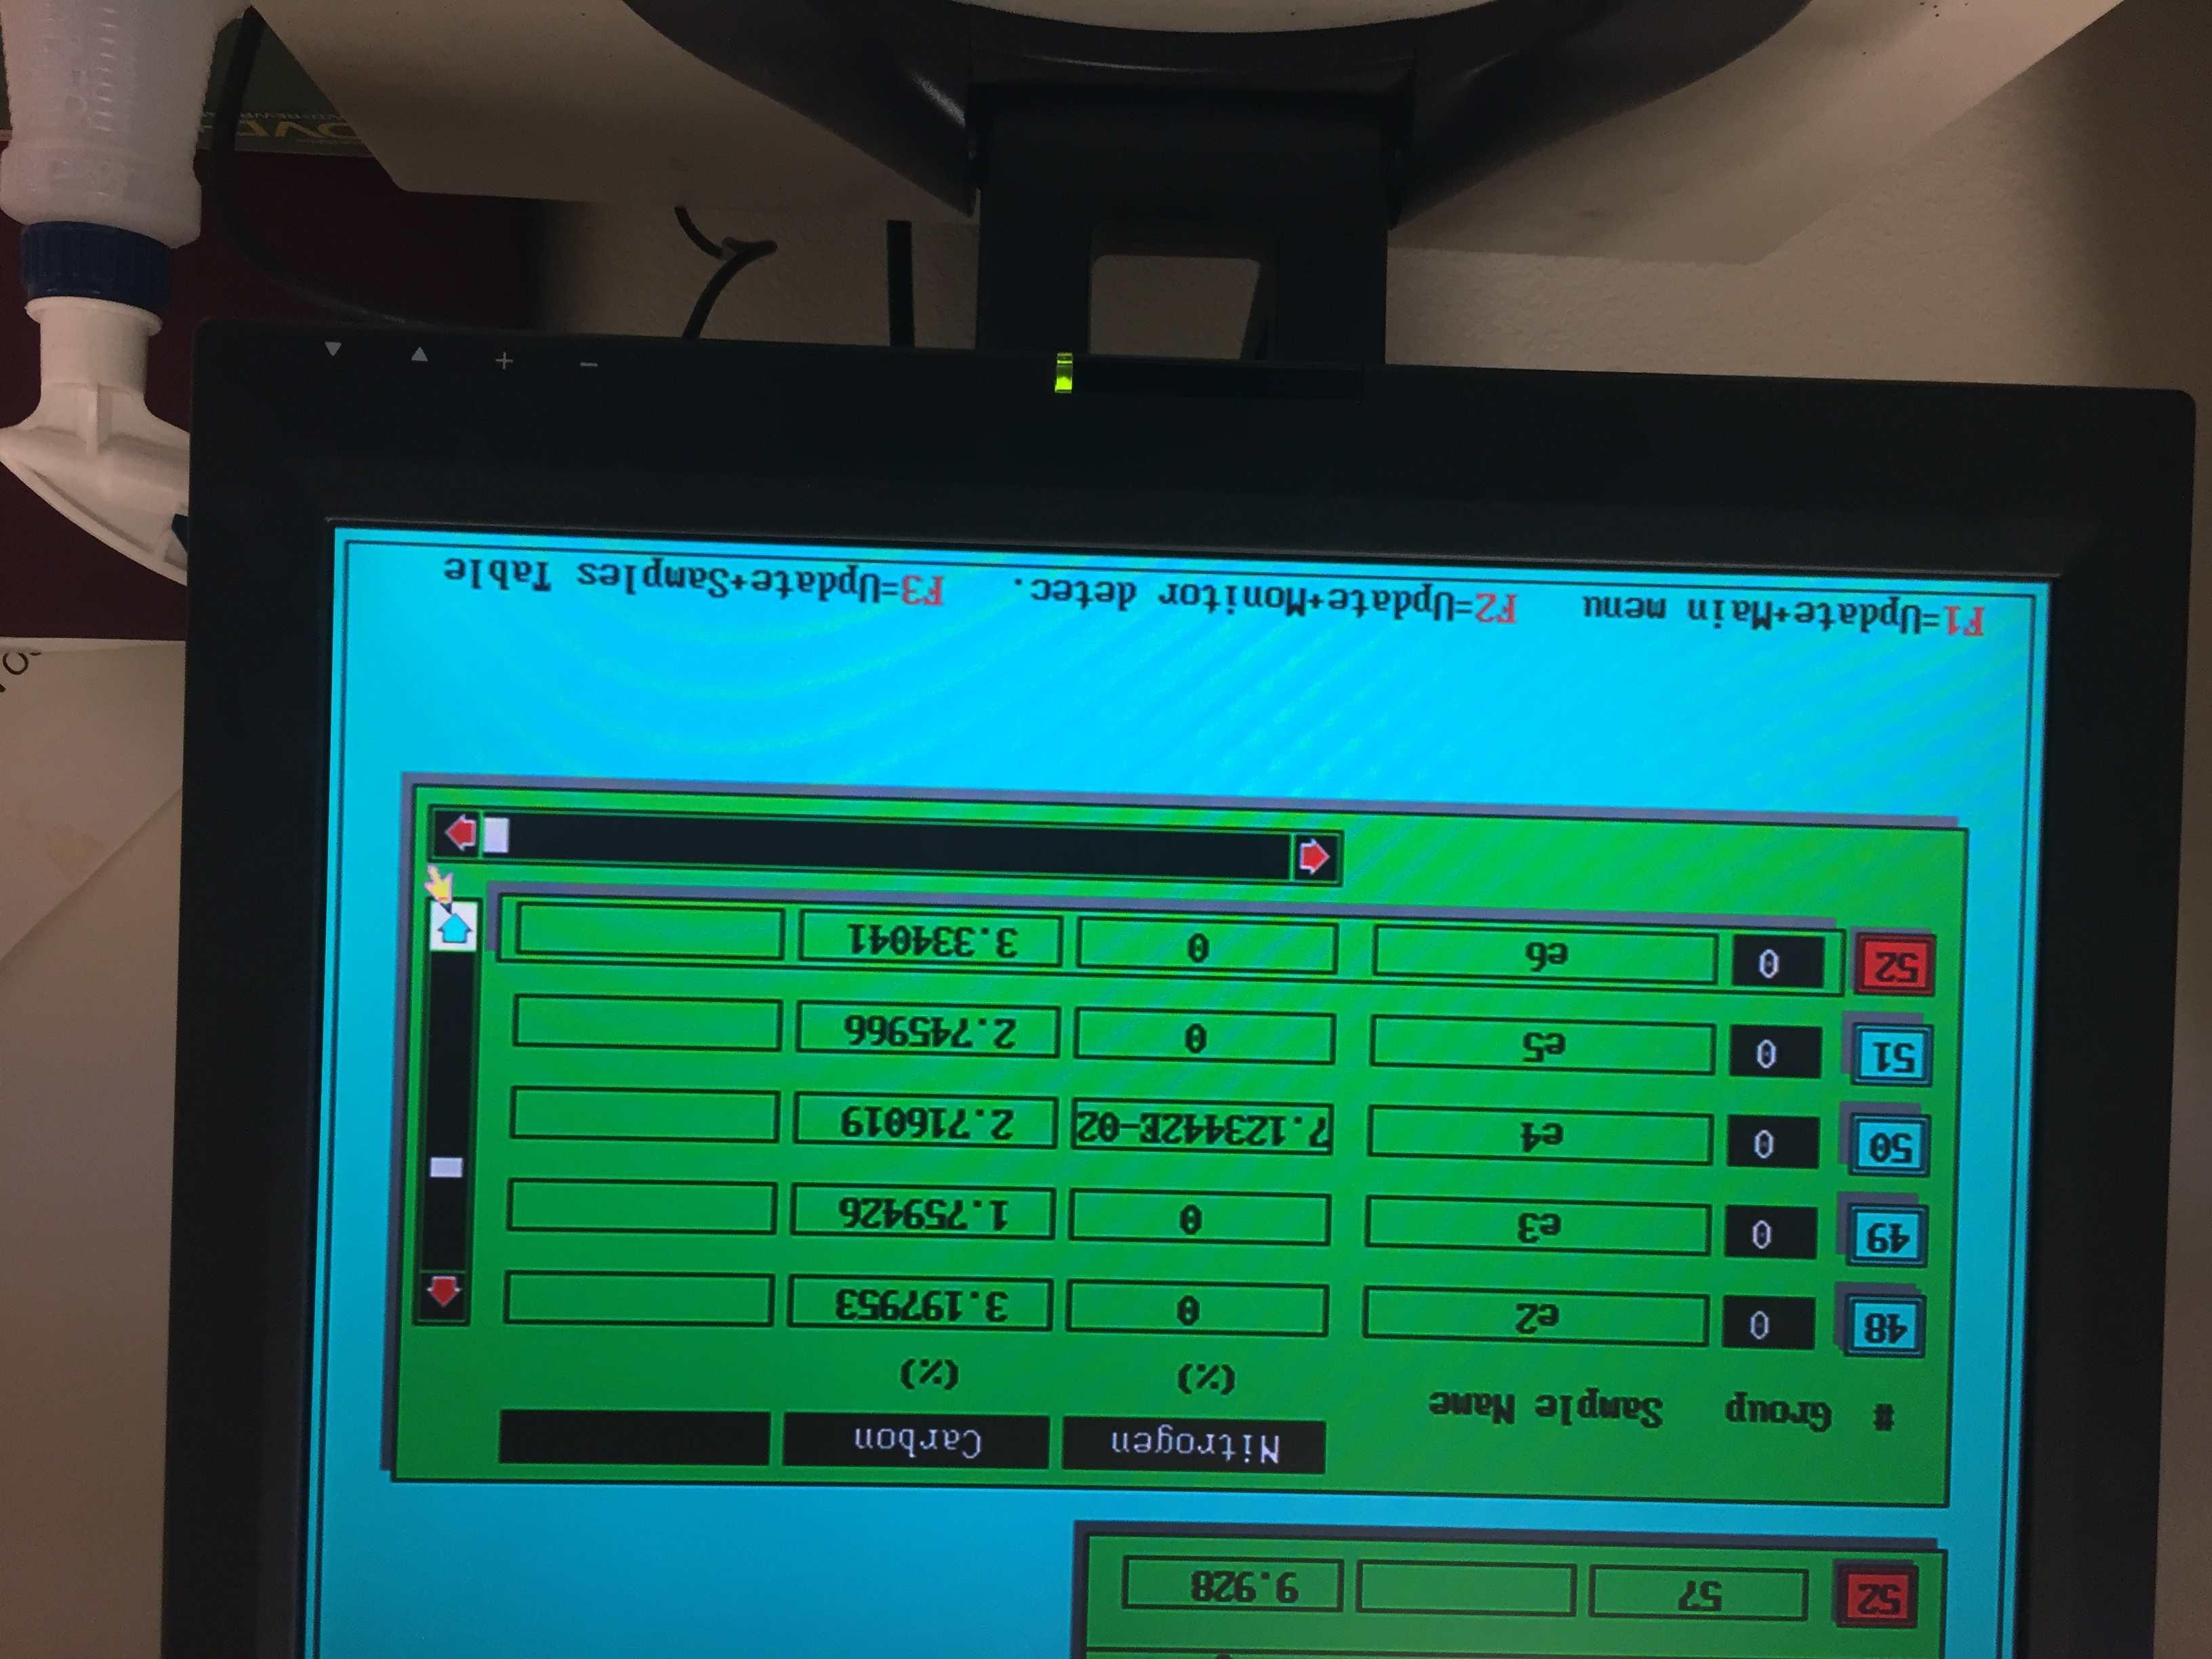 52 57 9.928
Nitrogen Carbon
# Group Sample Name
(%) (%)
48 0 e2 0 3.197953
49 0 e3 0 1.759426
50 0 e4 7.123442E-02 2.716019
51 0 e5 0 2.745966
52 0 e6 0 3.334041
F1=Update+Main menu F2=Update+Monitor detec. F3=Update+Samples Table
- +